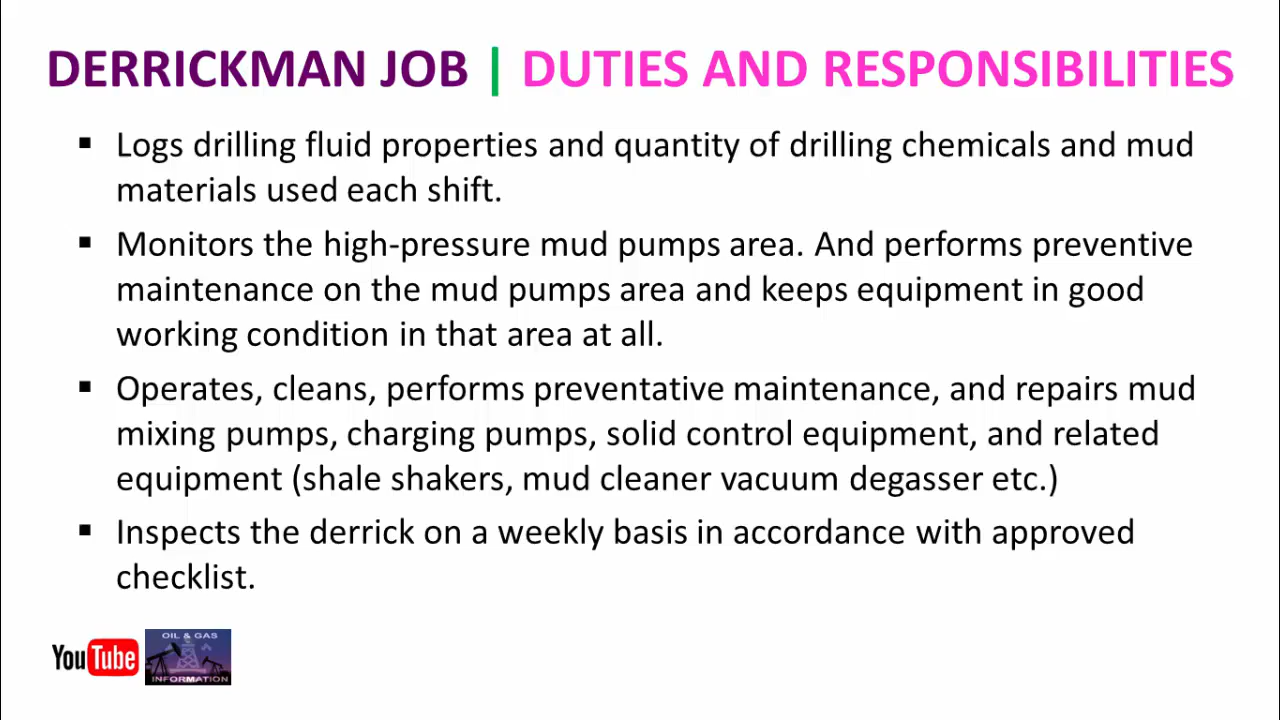 DERRICKMAN JOB | DUTIES AND RESPONSIBILITIES
▪ Logs drilling fluid properties and quantity of drilling chemicals and mud
materials used each shift.
▪ Monitors the high-pressure mud pumps area. And performs preventive
maintenance on the mud pumps area and keeps equipment in good
working condition in that area at all.
▪ Operates, cleans, performs preventative maintenance, and repairs mud
mixing pumps, charging pumps, solid control equipment, and related
equipment (shale shakers, mud cleaner vacuum degasser etc.)
▪ Inspects the derrick on a weekly basis in accordance with approved
checklist.
YouTube
OIL & GAS
INFORMATION